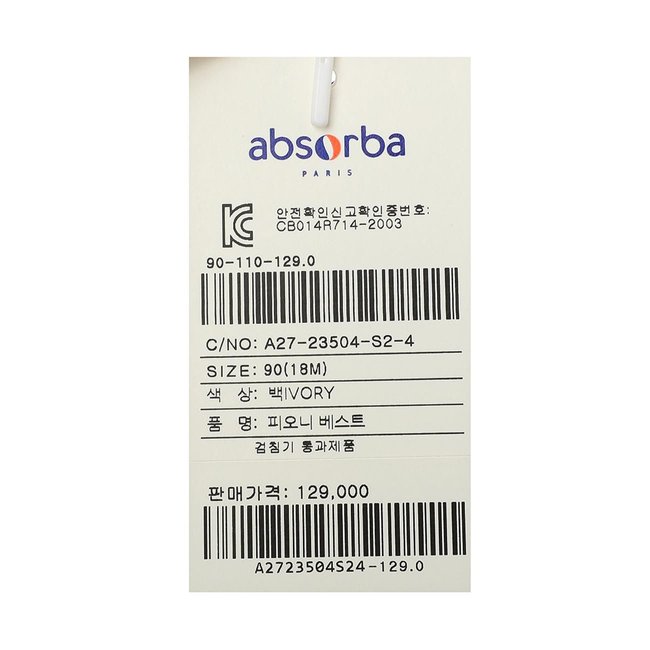 absorba
PARIS
안전확인신고확인증번호:
CB014R714-2003
90-110-129.0
C/NO: A27-23504-S2-4
SIZE: 90(18M)
색 상: 백IVORY
품 명: 피오니 베스트
검침기 통과제품
판매가격: 129,000
A2723504S24-129.0